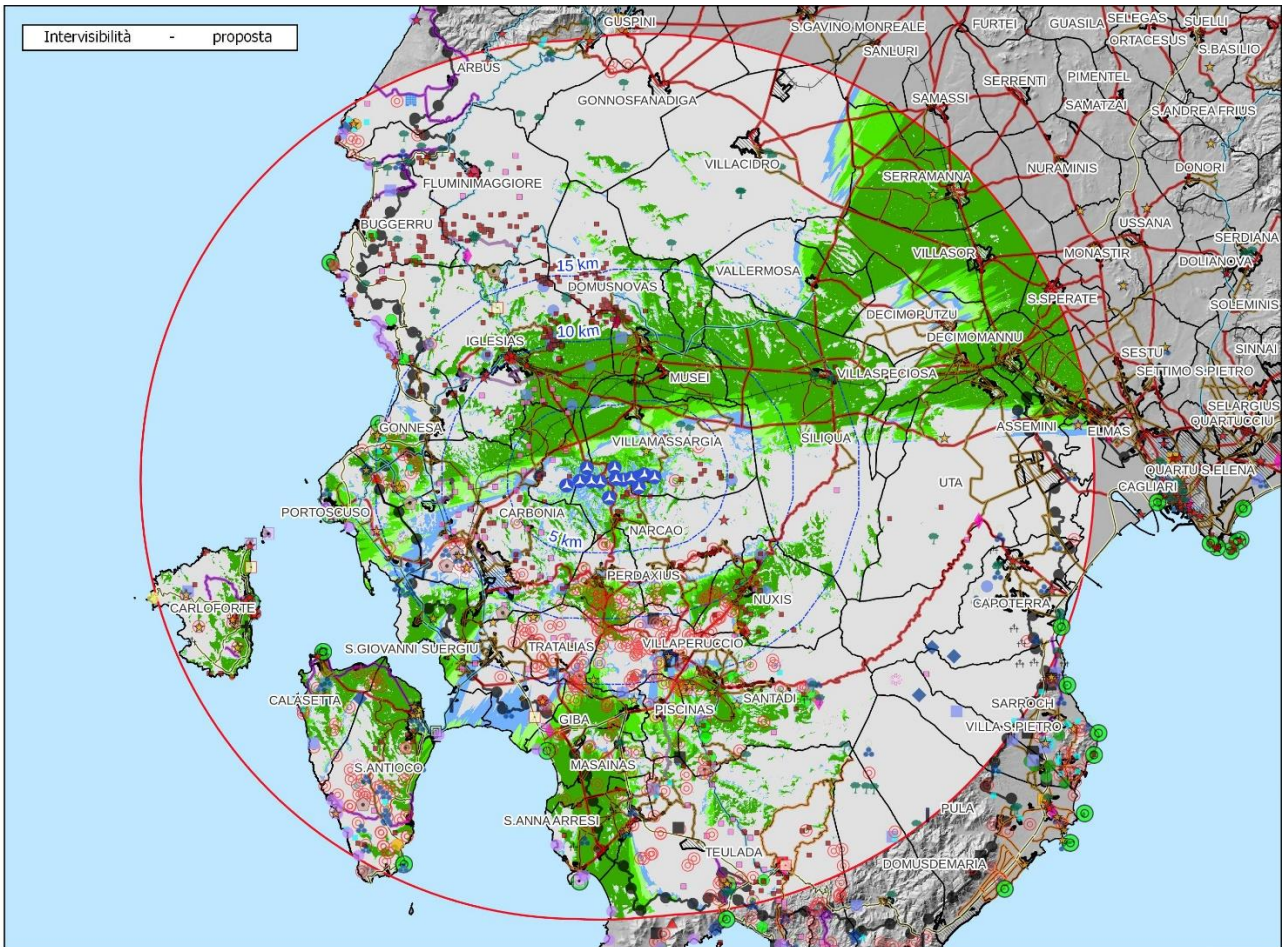 Intervisibilità - proposta
GUSPINI
S.GAVINO MONREALE
FURTEI
GUASILA
SELEGAS
SUELLI
ORTACESUS
SANLURI
S.BASILIO
ARBUS
GONNOSFANADIGA
SERRENTI
PIMENTEL
SAMASSI
SAMATZAI
S.ANDREA FRIUS
VILLACIDRO
NURAMINIS
DONORI
FLUMINIMAGGIORE
SERRAMANNA
BUGGERRU
USSANA
SERDIANA
VILLASOR
MONASTIR
DOLIANOVA
15 km
VALLERMOSA
DOMUSNOVAS
S.SPERATE
SOLEMINIS
DECIMOPUTZU
10 km
DECIMOMANNU
IGLESIAS
SESTU
SINNAI
MUSEI
VILLASPECIOSA
SETTIMO S.PIETRO
SELARGIUS
GONNESA
ASSEMINI
ELMAS
QUARTUCCIU
VILLAMASSARGIA
SILIQUA
QUARTU S.ELENA
UTA
CAGLIARI
PORTOSCUSO
CARBONIA
NARCAO
5 km
PERDAXIUS
NUXIS
CARLOFORTE
CAPOTERRA
S.GIOVANNI SUERGIU
TRATALIAS
VILLAPERUCCIO
CALASETTA
SANTADI
SARROCH
GIBA
PISCINAS
VILLA S.PIETRO
S.ANTIOCO
MASAINAS
PULA
S.ANNA ARRESI
TEULADA
DOMUSDEMARIA